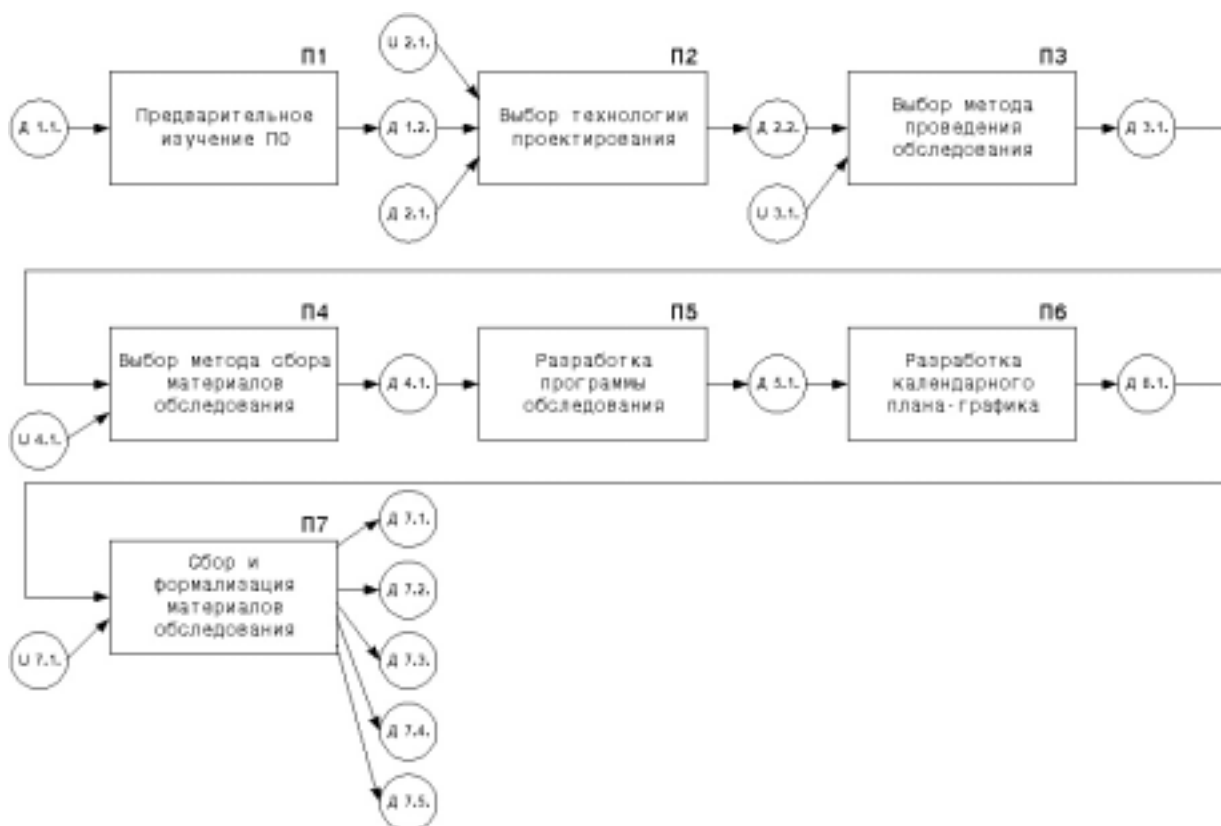 П1
Д 1.1.
Предварительное
изучение ПО
U 2.1.
Д 1.2.
Д 2.1.
П2
Выбор технологии
проектирования
Д 2.2.
U 3.1.
П3
Выбор метода
проведения
обследования
Д 3.1.
П4
Выбор метода сбора
материалов
обследования
U 4.1.
Д 4.1.
П5
Разработка
программы
обследования
Д 5.1.
П6
Разработка
календарного
плана-графика
Д 6.1.
П7
Сбор и
формализация
материалов
обследования
U 7.1.
Д 7.1.
Д 7.2.
Д 7.3.
Д 7.4.
Д 7.5.